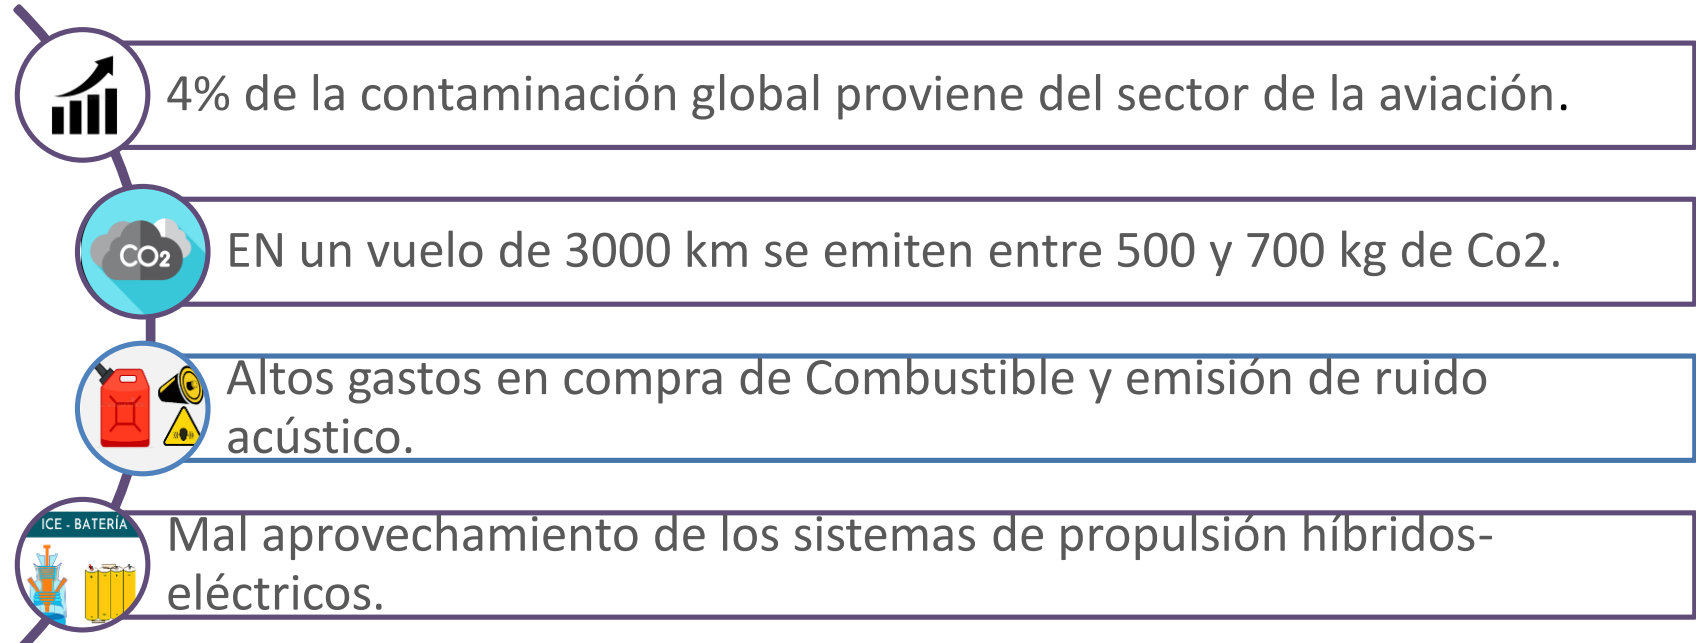 4% de la contaminación global proviene del sector de la aviación.
CO2
EN un vuelo de 3000 km se emiten entre 500 y 700 kg de Co2.
Altos gastos en compra de Combustible y emisión de ruido
acústico.
ICE - BATERÍA
Mal aprovechamiento de los sistemas de propulsión híbridos-
eléctricos.